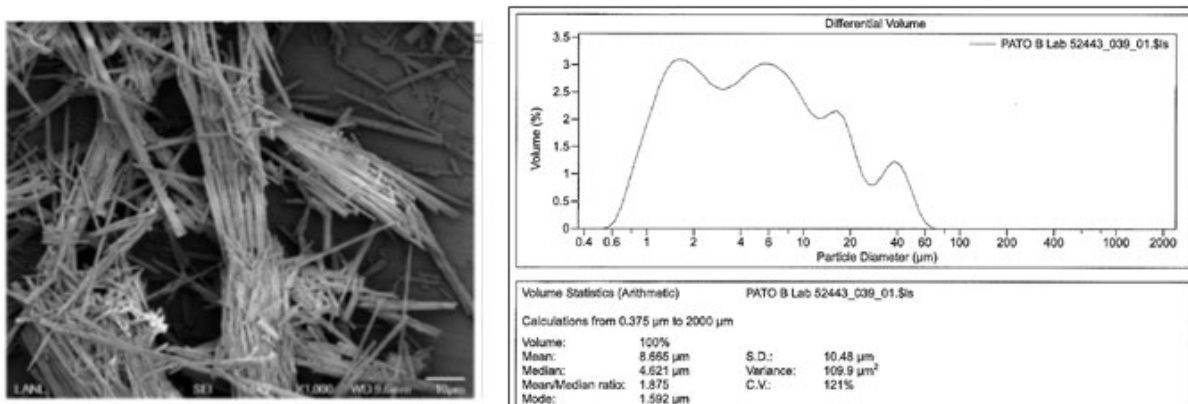 LANL SEI X1,000 WD 9.6mm 10μm
Differential Volume
PATO B Lab 52443_039_01.$ls
3.5
3
2.5
2
1.5
1
0.5
0
Volume (%)
0.4 0.6 1 2 4 6 10 20 40 60 100 200 400 1000 2000
Particle Diameter (μm)
Volume Statistics (Arithmetic) PATO B Lab 52443_039_01.$ls
Calculations from 0.375 μm to 2000 μm
Volume: 100%
Mean: 8.665 μm S.D.: 10.48 μm
Median: 4.621 μm Variance: 109.9 μm²
Mean/Median ratio: 1.875 C.V.: 121%
Mode: 1.592 μm